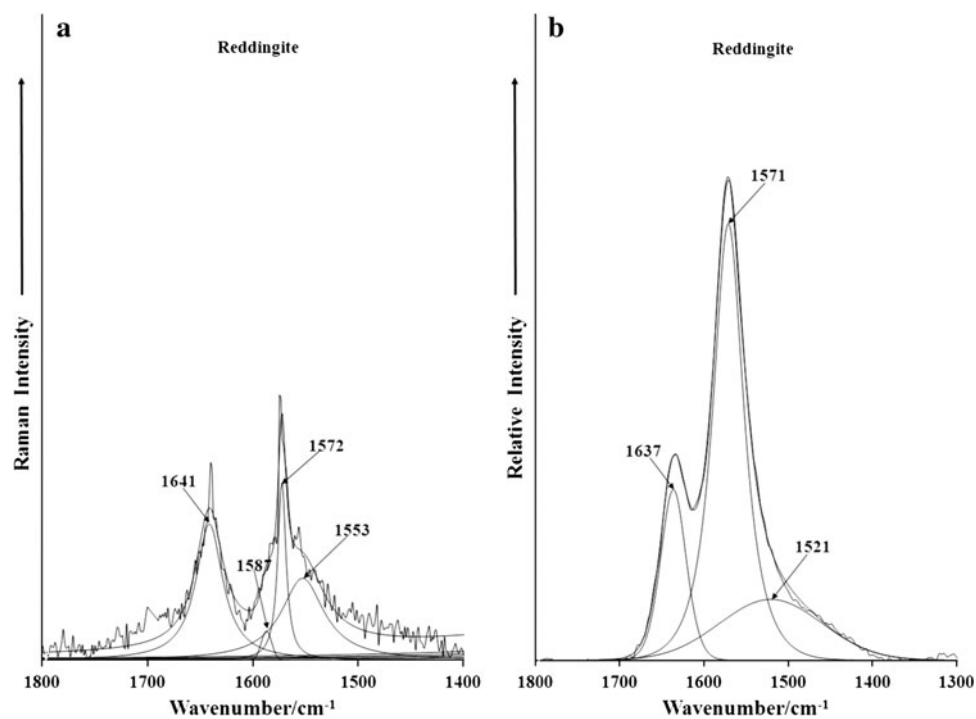 a
Reddingite
Raman Intensity
1641
1587
1572
1553
1800 1700 1600 1500 1400
Wavenumber/cm-1
b
Reddingite
Relative Intensity
1637
1571
1521
1800 1700 1600 1500 1400 1300
Wavenumber/cm-1